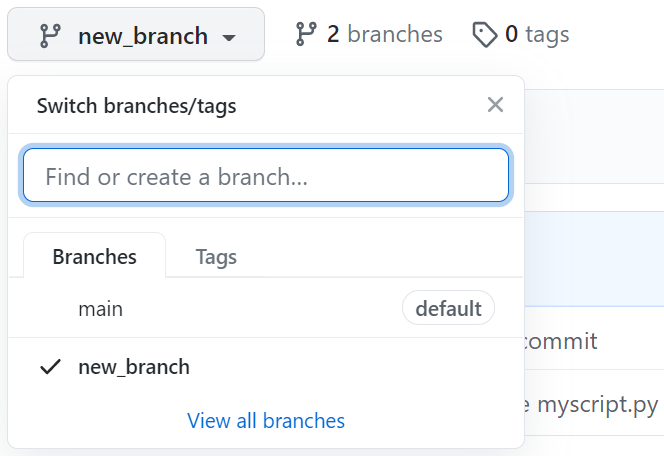 new_branch 2 branches 0 tags
Switch branches/tags
Find or create a branch...
Branches Tags
main default
commit
new_branch
myscript.py
View all branches